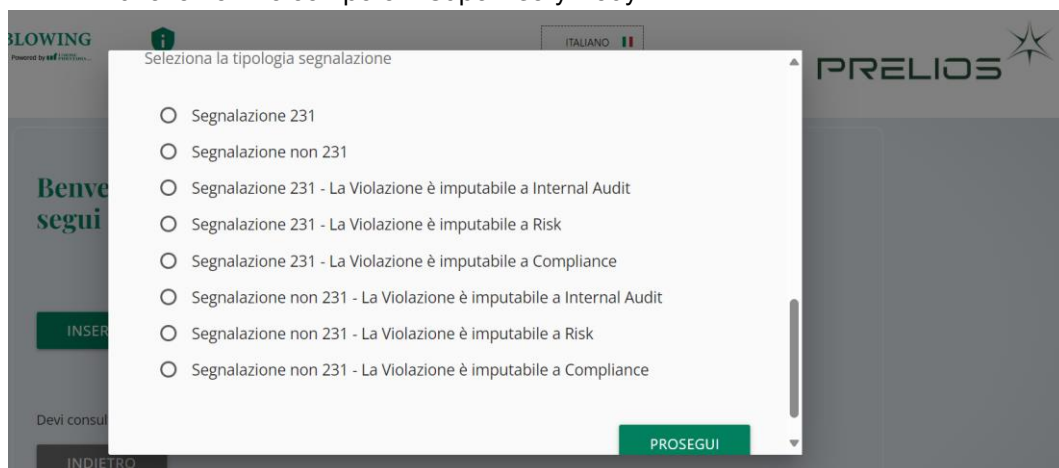 BLOWING
Powered by
ITALIANO
PRELIOS
Seleziona la tipologia segnalazione
Segnalazione 231
Segnalazione non 231
Segnalazione 231 - La Violazione è imputabile a Internal Audit
Segnalazione 231 - La Violazione è imputabile a Risk
Segnalazione 231 - La Violazione è imputabile a Compliance
Segnalazione non 231 - La Violazione è imputabile a Internal Audit
Segnalazione non 231 - La Violazione è imputabile a Risk
Segnalazione non 231 - La Violazione è imputabile a Compliance
PROSEGUI
Benve
segui
INSER
Devi consul
INDIETRO